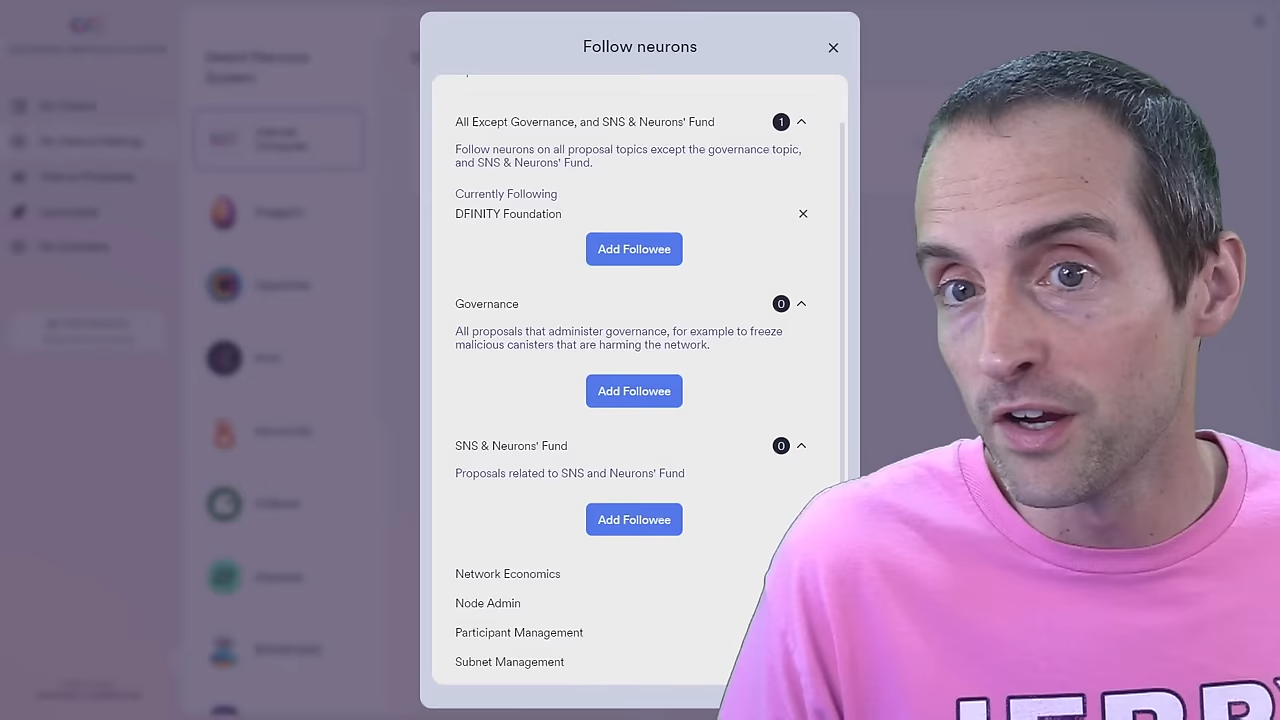 Follow neurons
All Except Governance, and SNS & Neurons' Fund
1
Follow neurons on all proposal topics except the governance topic,
and SNS & Neurons' Fund.
Currently Following
DFINITY Foundation
Add Followee
Governance
0
All proposals that administer governance, for example to freeze
malicious canisters that are harming the network.
Add Followee
SNS & Neurons' Fund
0
Proposals related to SNS and Neurons' Fund
Add Followee
Network Economics
Node Admin
Participant Management
Subnet Management